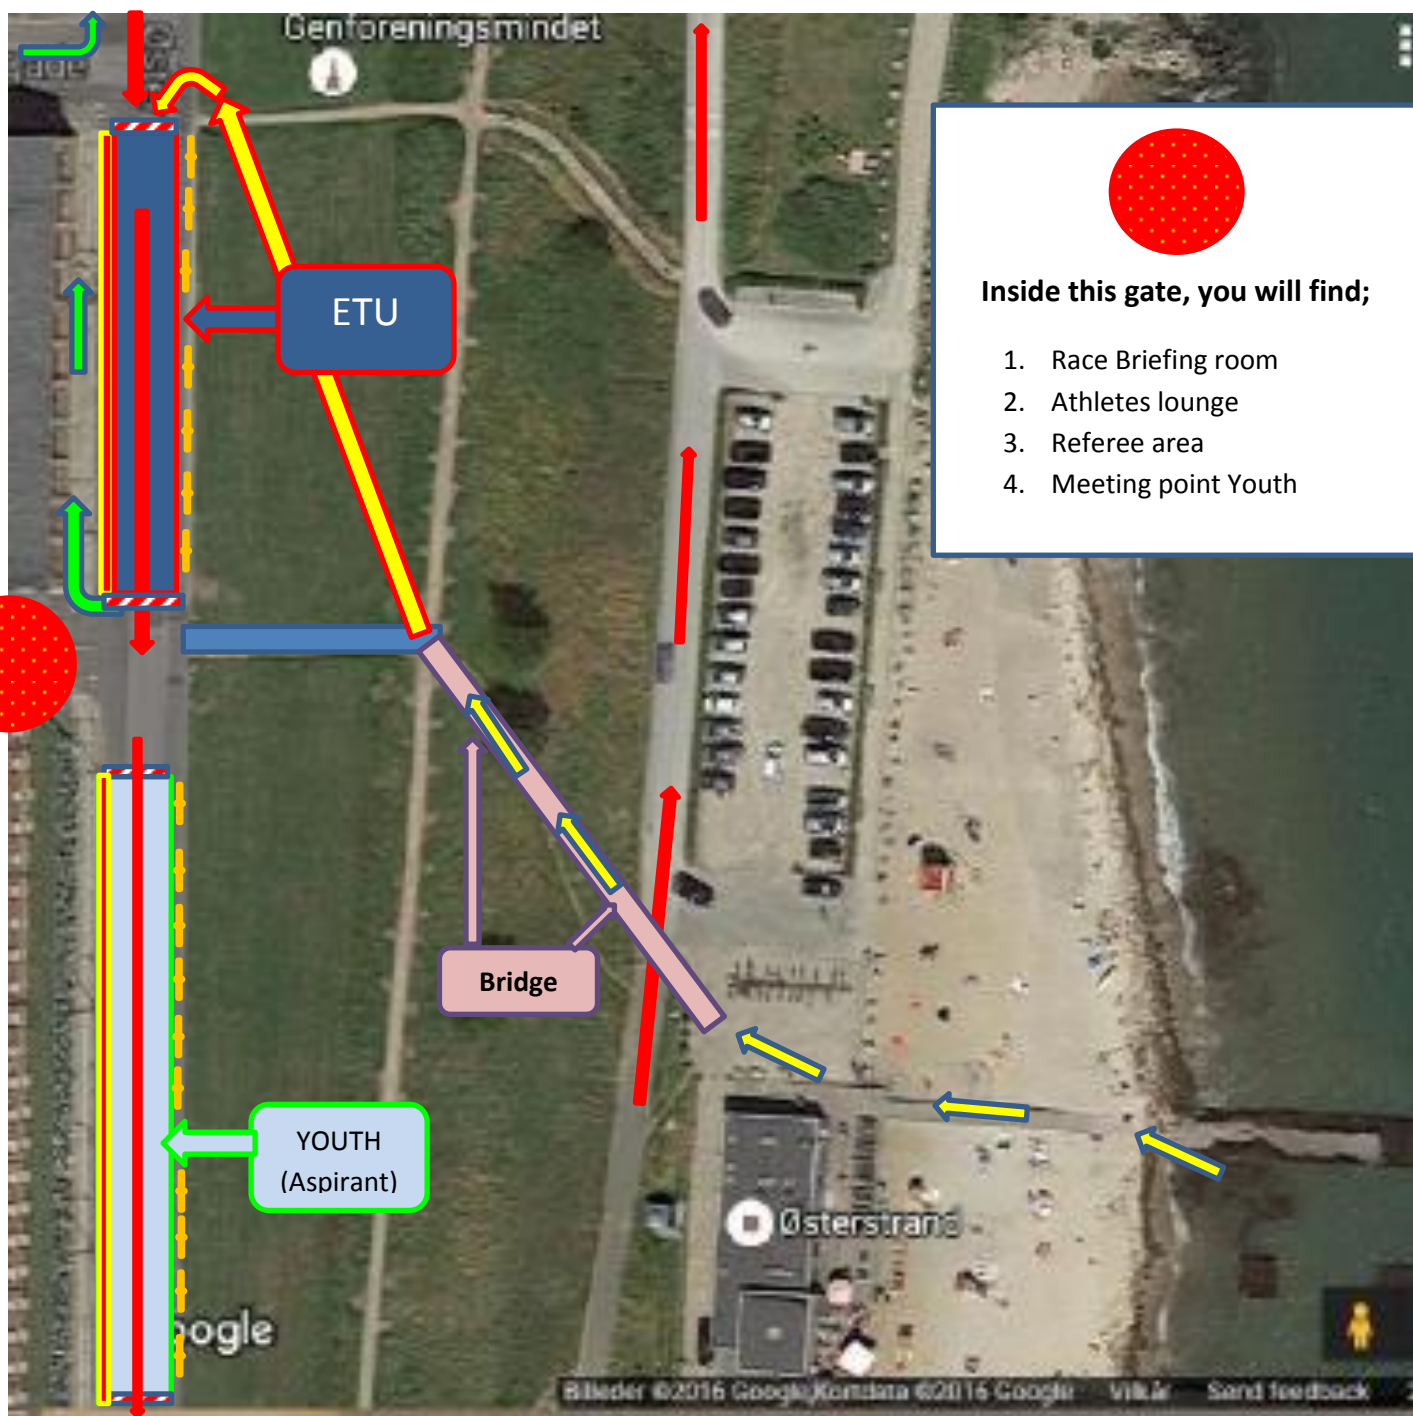 Genforeningsmindet
Inside this gate, you will find;
1. Race Briefing room
2. Athletes lounge
3. Referee area
4. Meeting point Youth
ETU
Bridge
YOUTH
(Aspirant)
Østerstrand
oogle
Billeder ©2016 Google,Kortdata ©2016 Google Vilkår Send feedback